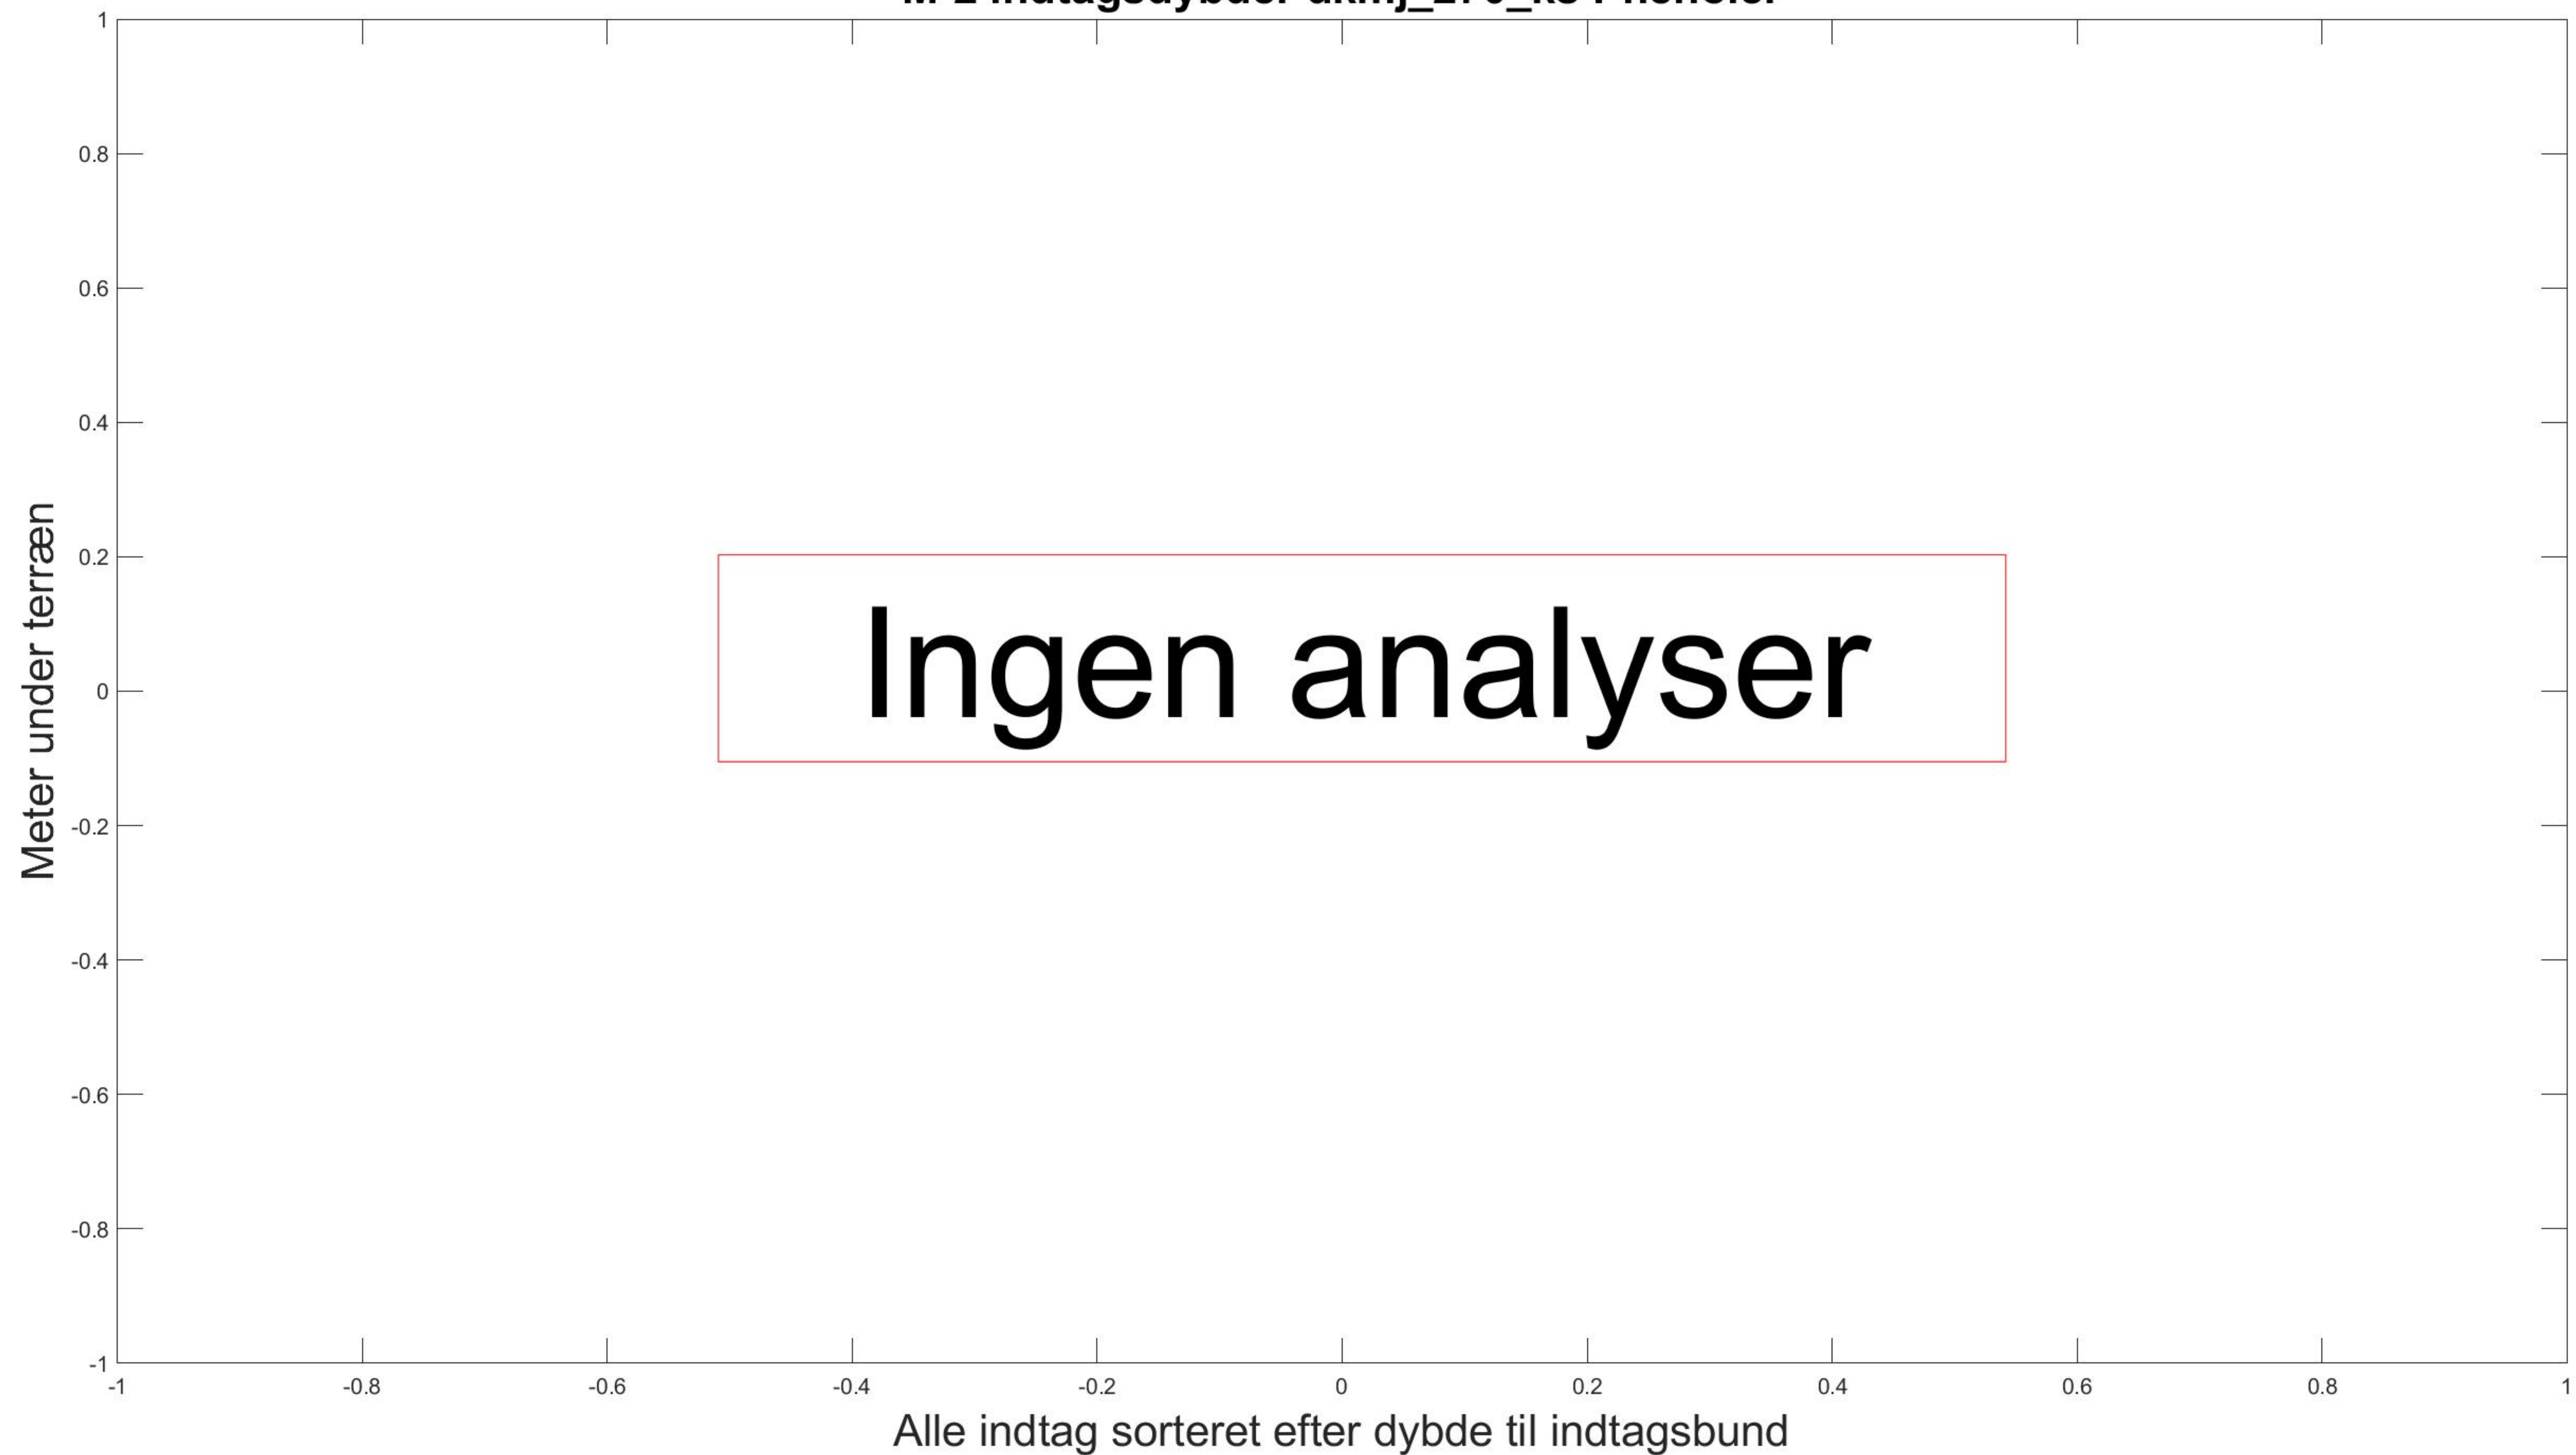 1
0.8
0.6
0.4
0.2
0
-0.2
-0.4
-0.6
-0.8
-1
Meter under terræn
Ingen analyser
-1 -0.8 -0.6 -0.4 -0.2 0 0.2 0.4 0.6 0.8 1
Alle indtag sorteret efter dybde til indtagsbund